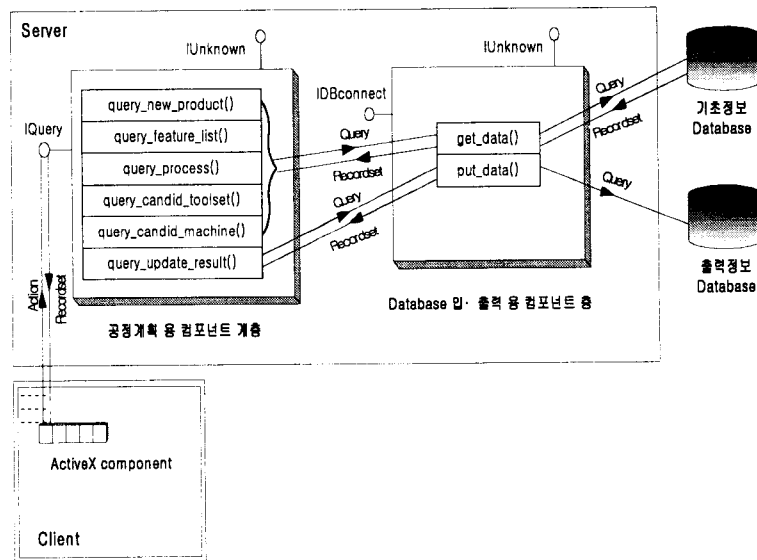 Server
IUnknown
IUnknown
IDBconnect
IQuery
query_new_product()
query_feature_list()
query_process()
query_candid_toolset()
query_candid_machine()
query_update_result()
Query
Recordset
Query
Recordset
get_data()
put_data()
Query
Recordset
Query
기초정보
Database
출력정보
Database
Action
Recordset
공정계획 용 컴포넌트 계층
Database 입· 출력 용 컴포넌트 층
ActiveX component
Client